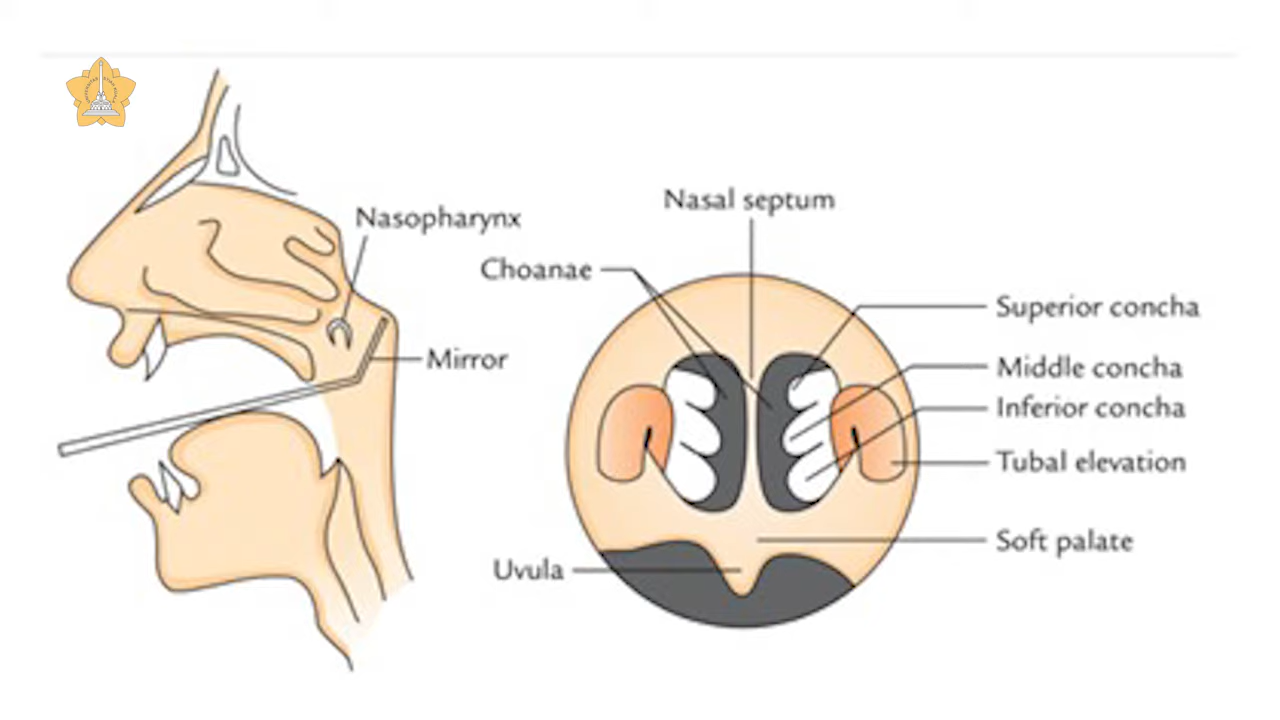 Nasopharynx
Mirror
Nasal septum
Choanae
Superior concha
Middle concha
Inferior concha
Tubal elevation
Soft palate
Uvula